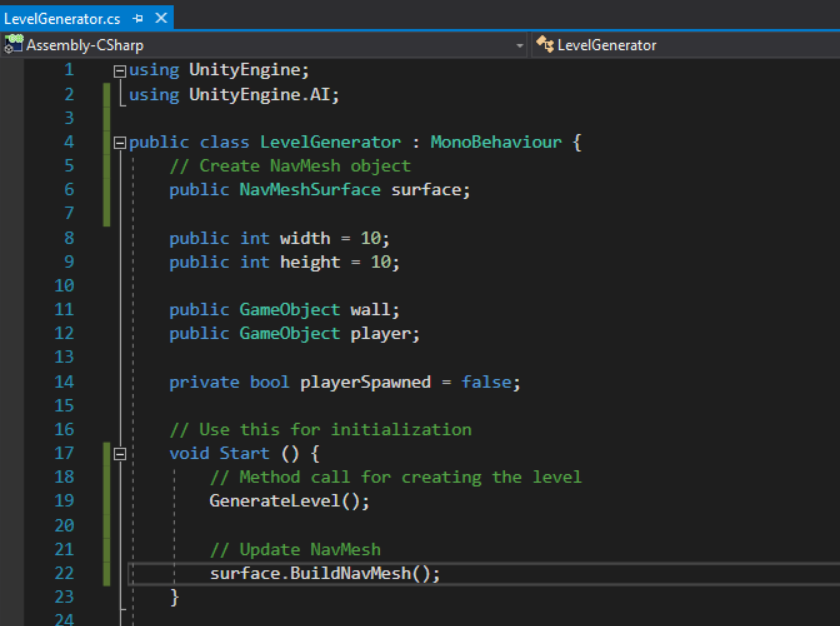 LevelGenerator.cs
Assembly-CSharp LevelGenerator
1 using UnityEngine;
2 using UnityEngine.AI;
3
4 public class LevelGenerator : MonoBehaviour {
5 // Create NavMesh object
6 public NavMeshSurface surface;
7
8 public int width = 10;
9 public int height = 10;
10
11 public GameObject wall;
12 public GameObject player;
13
14 private bool playerSpawned = false;
15
16 // Use this for initialization
17 void Start () {
18 // Method call for creating the level
19 GenerateLevel();
20
21 // Update NavMesh
22 surface.BuildNavMesh();
23 }
24